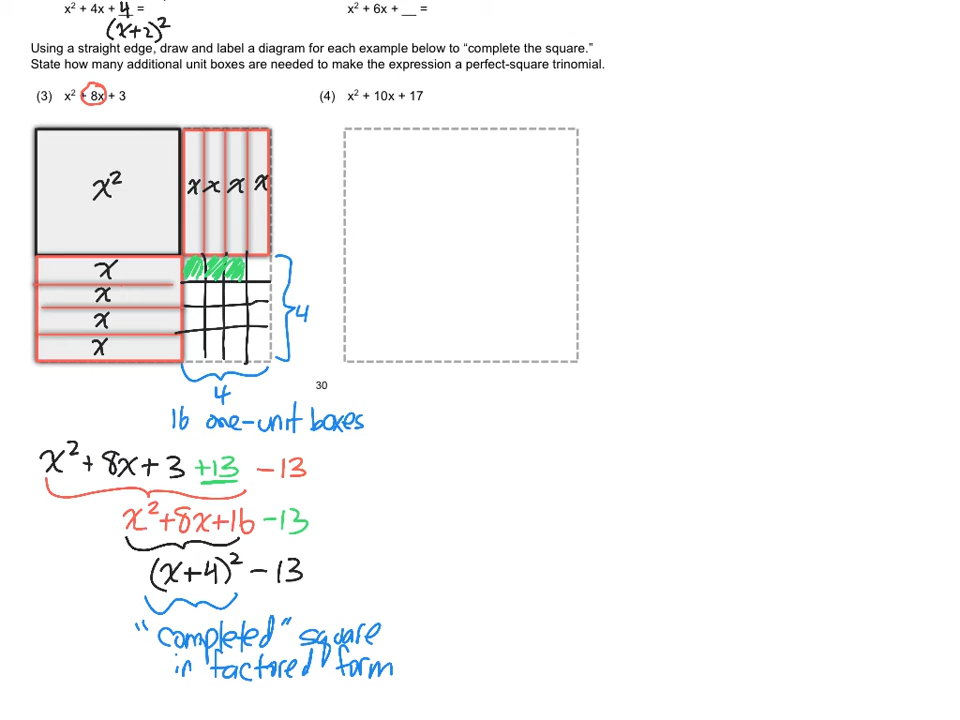 x² + 4x + 4 =
x² + 6x + __ =
(x+2)²
Using a straight edge, draw and label a diagram for each example below to “complete the square.”
State how many additional unit boxes are needed to make the expression a perfect-square trinomial.
(3) x² + 8x + 3
(4) x² + 10x + 17
x²
x x x x
x
x
x
x
4
4
30
16 one-unit boxes
x² + 8x + 3 +13 - 13
x²+8x+16 -13
(x+4)² - 13
"completed" square
in factored form